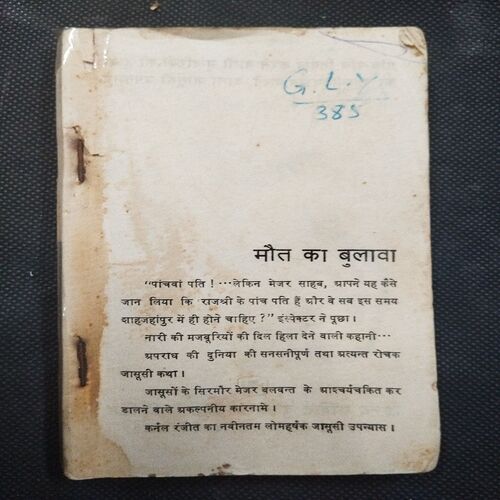 G. L. Y
385
मौत का बुलावा
“पांचवां पति !···लेकिन मेजर साहब, आपने यह कैसे
जान लिया कि राजश्री के पांच पति हैं और वे सब इस समय
शाहजहांपुर में ही होने चाहिए ?” इंस्पेक्टर ने पूछा ।
नारी की मजबूरियों की दिल हिला देने वाली कहानी···
अपराध की दुनिया की सनसनीपूर्ण तथा अत्यन्त रोचक
जासूसी कथा ।
जासूसों के सिरमौर मेजर बलवन्त के आश्चर्यचकित कर
डालने वाले अकल्पनीय कारनामे ।
कर्नल रंजीत का नवीनतम लोमहर्षक जासूसी उपन्यास ।